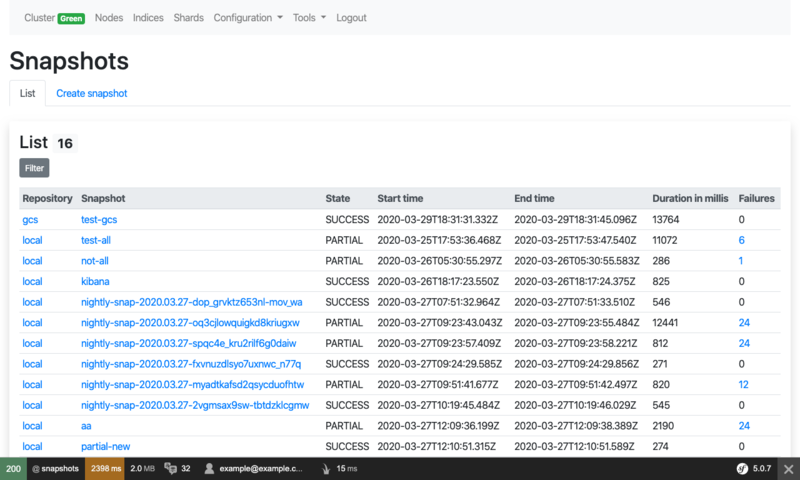 Cluster Green Nodes Indices Shards Configuration Tools Logout
Snapshots
List Create snapshot
List 16
Filter
Repository Snapshot State Start time End time Duration in millis Failures
gcs test-gcs SUCCESS 2020-03-29T18:31:31.332Z 2020-03-29T18:31:45.096Z 13764 0
local test-all PARTIAL 2020-03-25T17:53:36.468Z 2020-03-25T17:53:47.540Z 11072 6
local not-all PARTIAL 2020-03-26T05:30:55.297Z 2020-03-26T05:30:55.583Z 286 1
local kibana SUCCESS 2020-03-26T18:17:23.550Z 2020-03-26T18:17:24.375Z 825 0
local nightly-snap-2020.03.27-dop_grvktz653nl-mov_wa SUCCESS 2020-03-27T07:51:32.964Z 2020-03-27T07:51:33.510Z 546 0
local nightly-snap-2020.03.27-oq3cjlowquigkd8kriugxw PARTIAL 2020-03-27T09:23:43.043Z 2020-03-27T09:23:55.484Z 12441 24
local nightly-snap-2020.03.27-spqc4e_kru2rilf6g0daiw PARTIAL 2020-03-27T09:23:57.409Z 2020-03-27T09:23:58.221Z 812 24
local nightly-snap-2020.03.27-fxvnuzdlsyo7uxnwc_n77q SUCCESS 2020-03-27T09:24:29.585Z 2020-03-27T09:24:29.856Z 271 0
local nightly-snap-2020.03.27-myadtkafsd2qsycduofhtw PARTIAL 2020-03-27T09:51:41.677Z 2020-03-27T09:51:42.497Z 820 12
local nightly-snap-2020.03.27-2vgmsax9sw-tbtdzklcgmw SUCCESS 2020-03-27T10:19:45.484Z 2020-03-27T10:19:46.029Z 545 0
local aa PARTIAL 2020-03-27T12:09:36.199Z 2020-03-27T12:09:38.389Z 2190 24
local partial-new SUCCESS 2020-03-27T12:10:51.315Z 2020-03-27T12:10:51.589Z 274 0
200 @ snapshots 2398 ms 2.0 MB 32 example@example.c... 15 ms sf 5.0.7